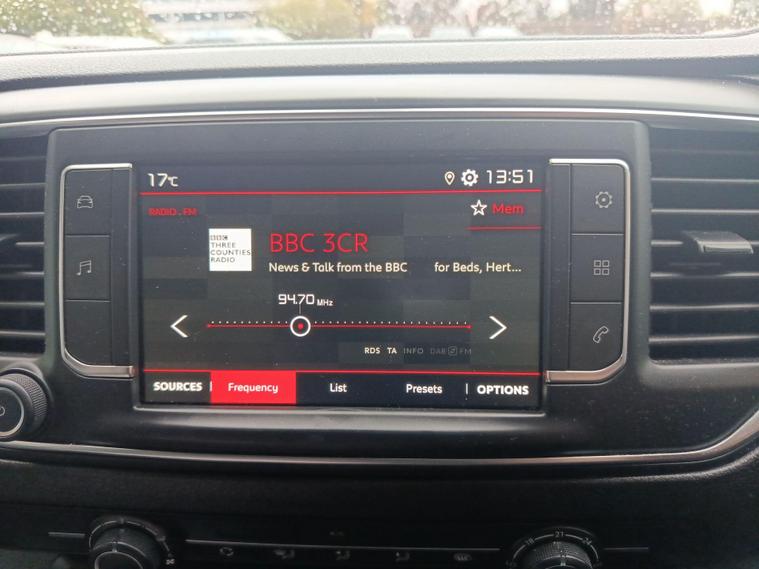 17°C 13:51
RADIO . FM Mem
BBC
THREE
COUNTIES
RADIO
BBC 3CR
News & Talk from the BBC for Beds, Hert...
94.70 MHz
RDS TA INFO DAB FM
SOURCES Frequency List Presets OPTIONS
21